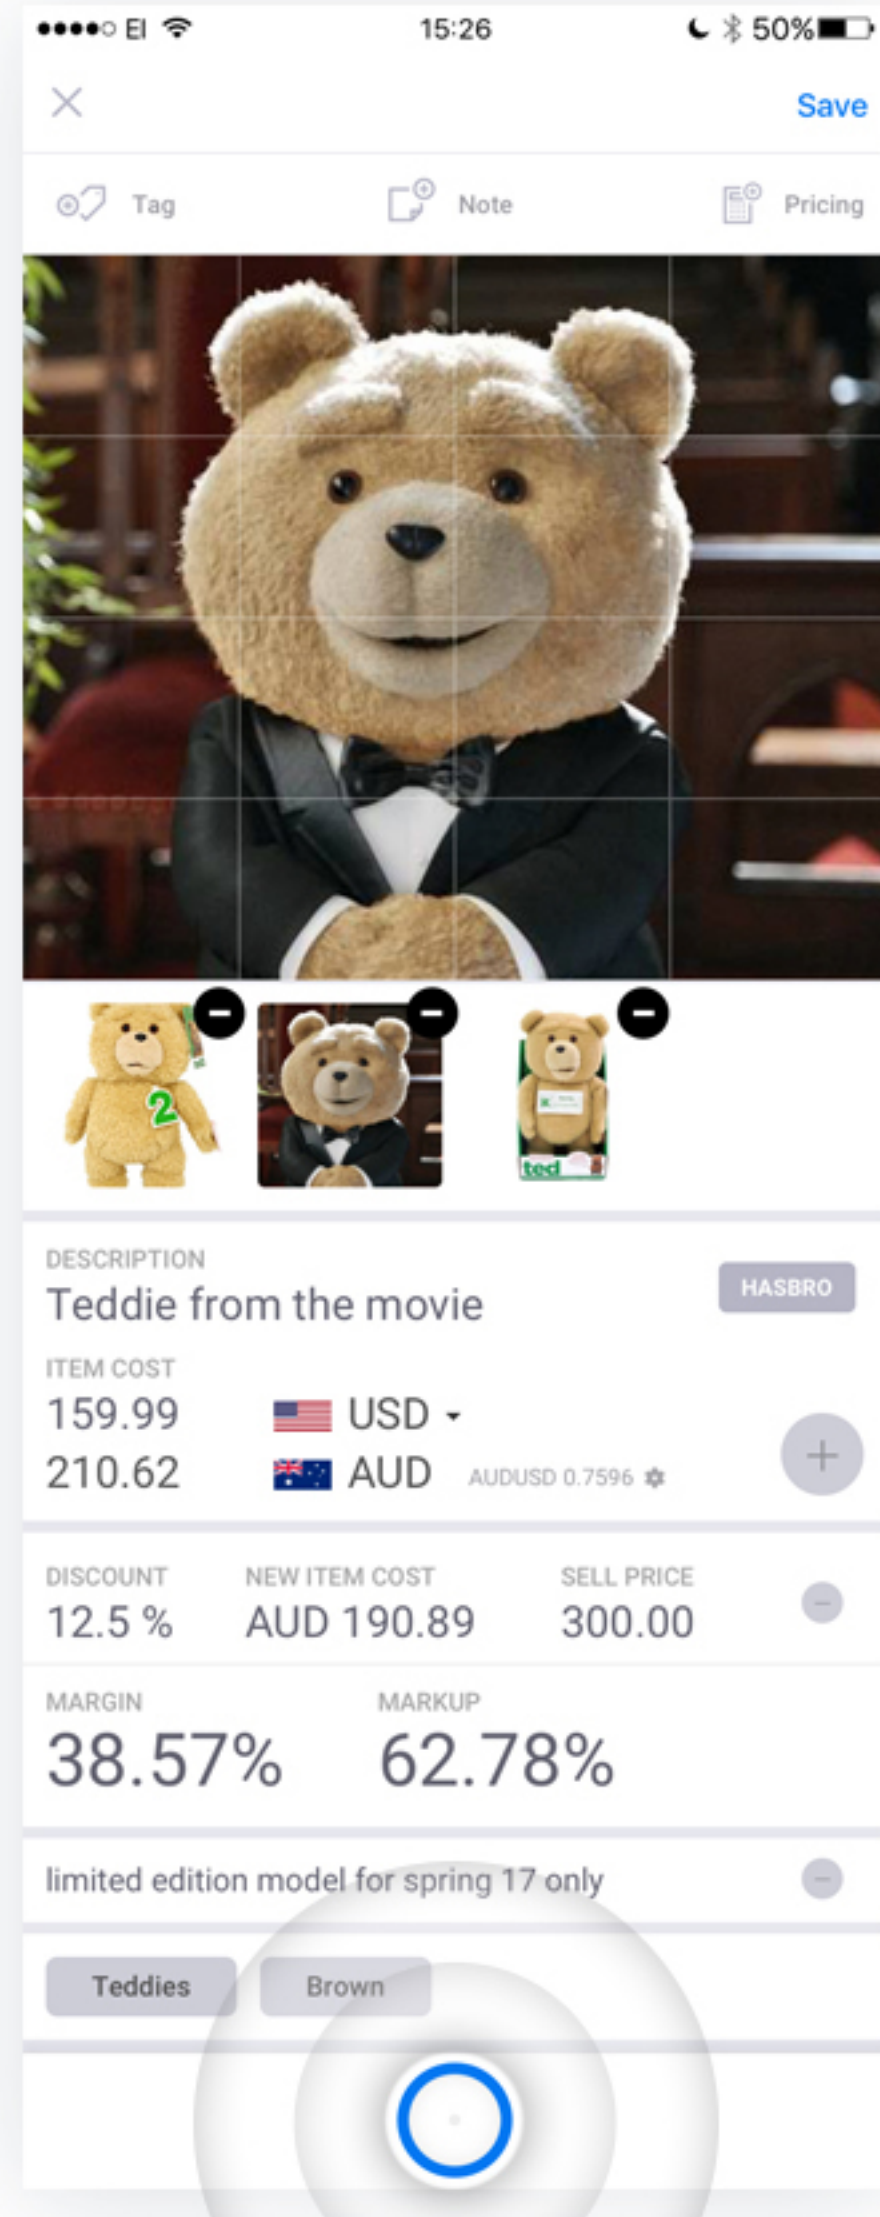 EI 15:26 50%
Save
Tag Note Pricing
2
ted
DESCRIPTION
Teddie from the movie HASBRO
ITEM COST
159.99 USD
210.62 AUD AUDUSD 0.7596
DISCOUNT NEW ITEM COST SELL PRICE
12.5 % AUD 190.89 300.00
MARGIN MARKUP
38.57% 62.78%
limited edition model for spring 17 only
Teddies Brown